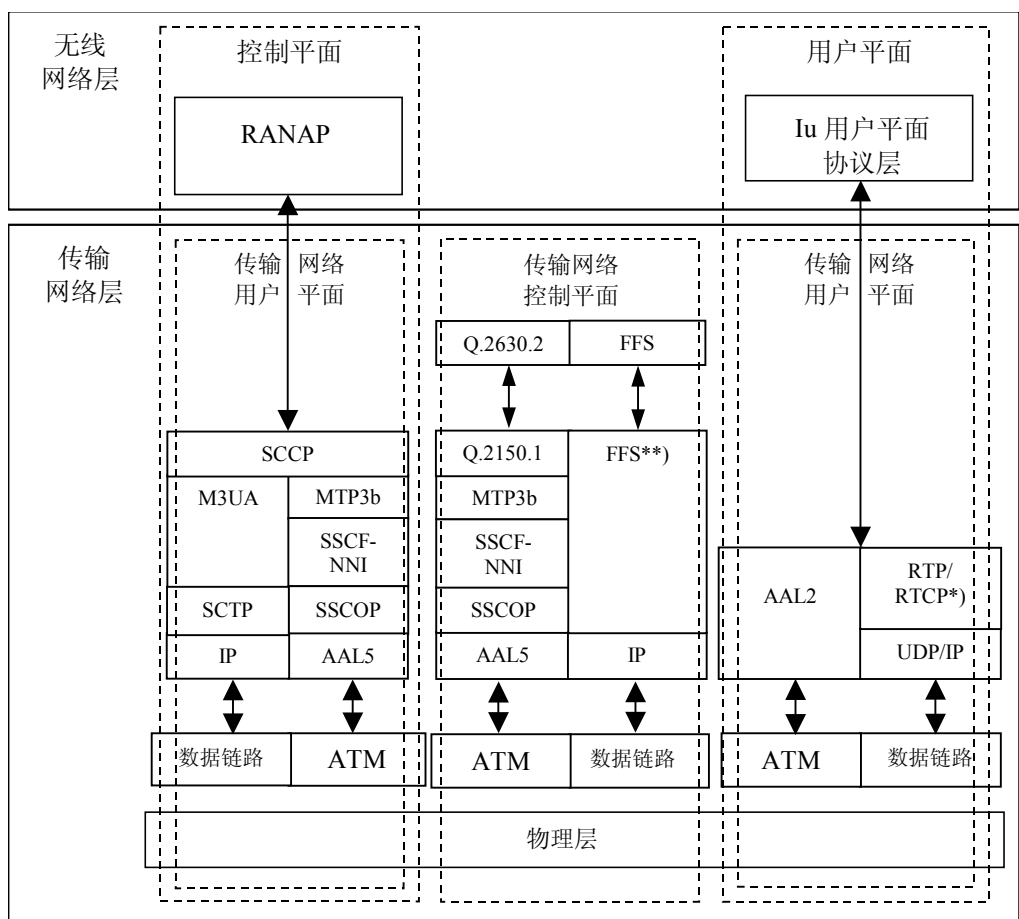 无线
网络层
控制平面
用户平面
RANAP
Iu 用户平面
协议层
传输
网络层
传输 网络
用户 平面
传输网络
控制平面
传输 网络
用户 平面
Q.2630.2
FFS
SCCP
M3UA
MTP3b
SSCF-
NNI
SCTP
SSCOP
IP
AAL5
Q.2150.1
FFS**)
MTP3b
SSCF-
NNI
SSCOP
AAL5
IP
AAL2
RTP/
RTCP*)
UDP/IP
数据链路
ATM
ATM
数据链路
ATM
数据链路
物理层